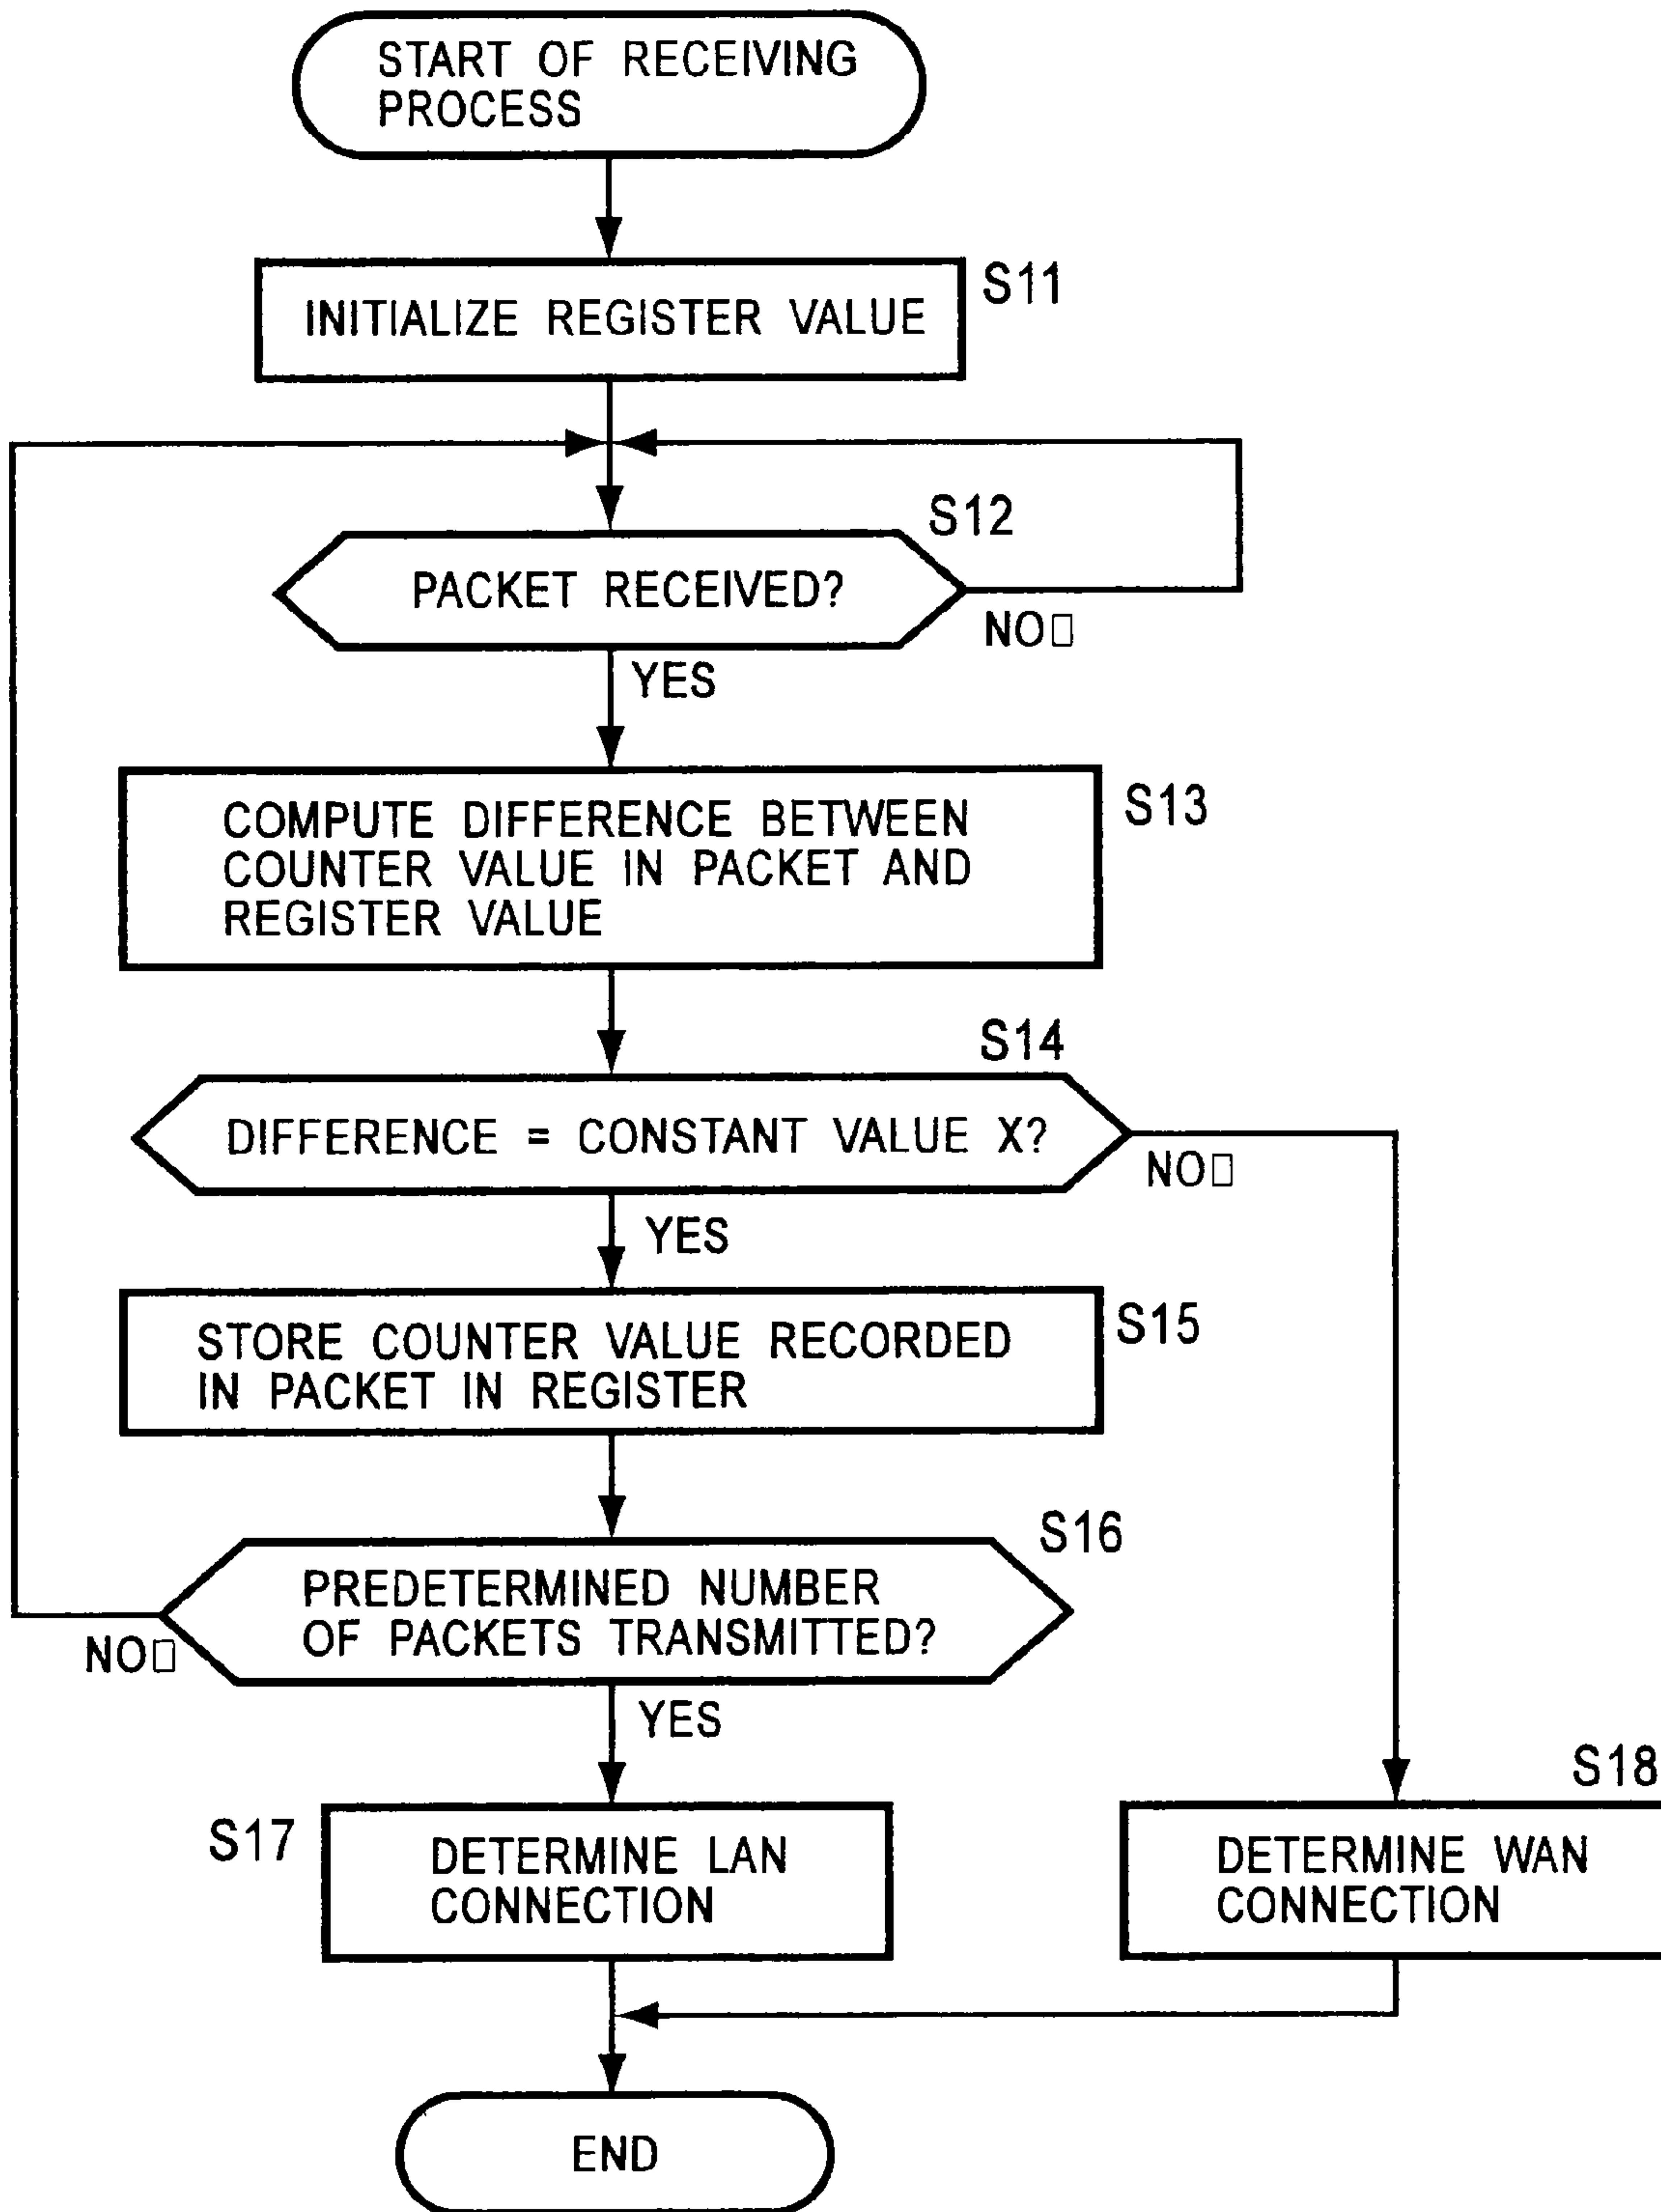 START OF RECEIVING
PROCESS
INITIALIZE REGISTER VALUE
S11
S12
PACKET RECEIVED?
NO□
YES
COMPUTE DIFFERENCE BETWEEN
COUNTER VALUE IN PACKET AND
REGISTER VALUE
S13
S14
DIFFERENCE = CONSTANT VALUE X?
NO□
YES
STORE COUNTER VALUE RECORDED
IN PACKET IN REGISTER
S15
S16
PREDETERMINED NUMBER
OF PACKETS TRANSMITTED?
NO□
YES
S17
DETERMINE LAN
CONNECTION
S18
DETERMINE WAN
CONNECTION
END